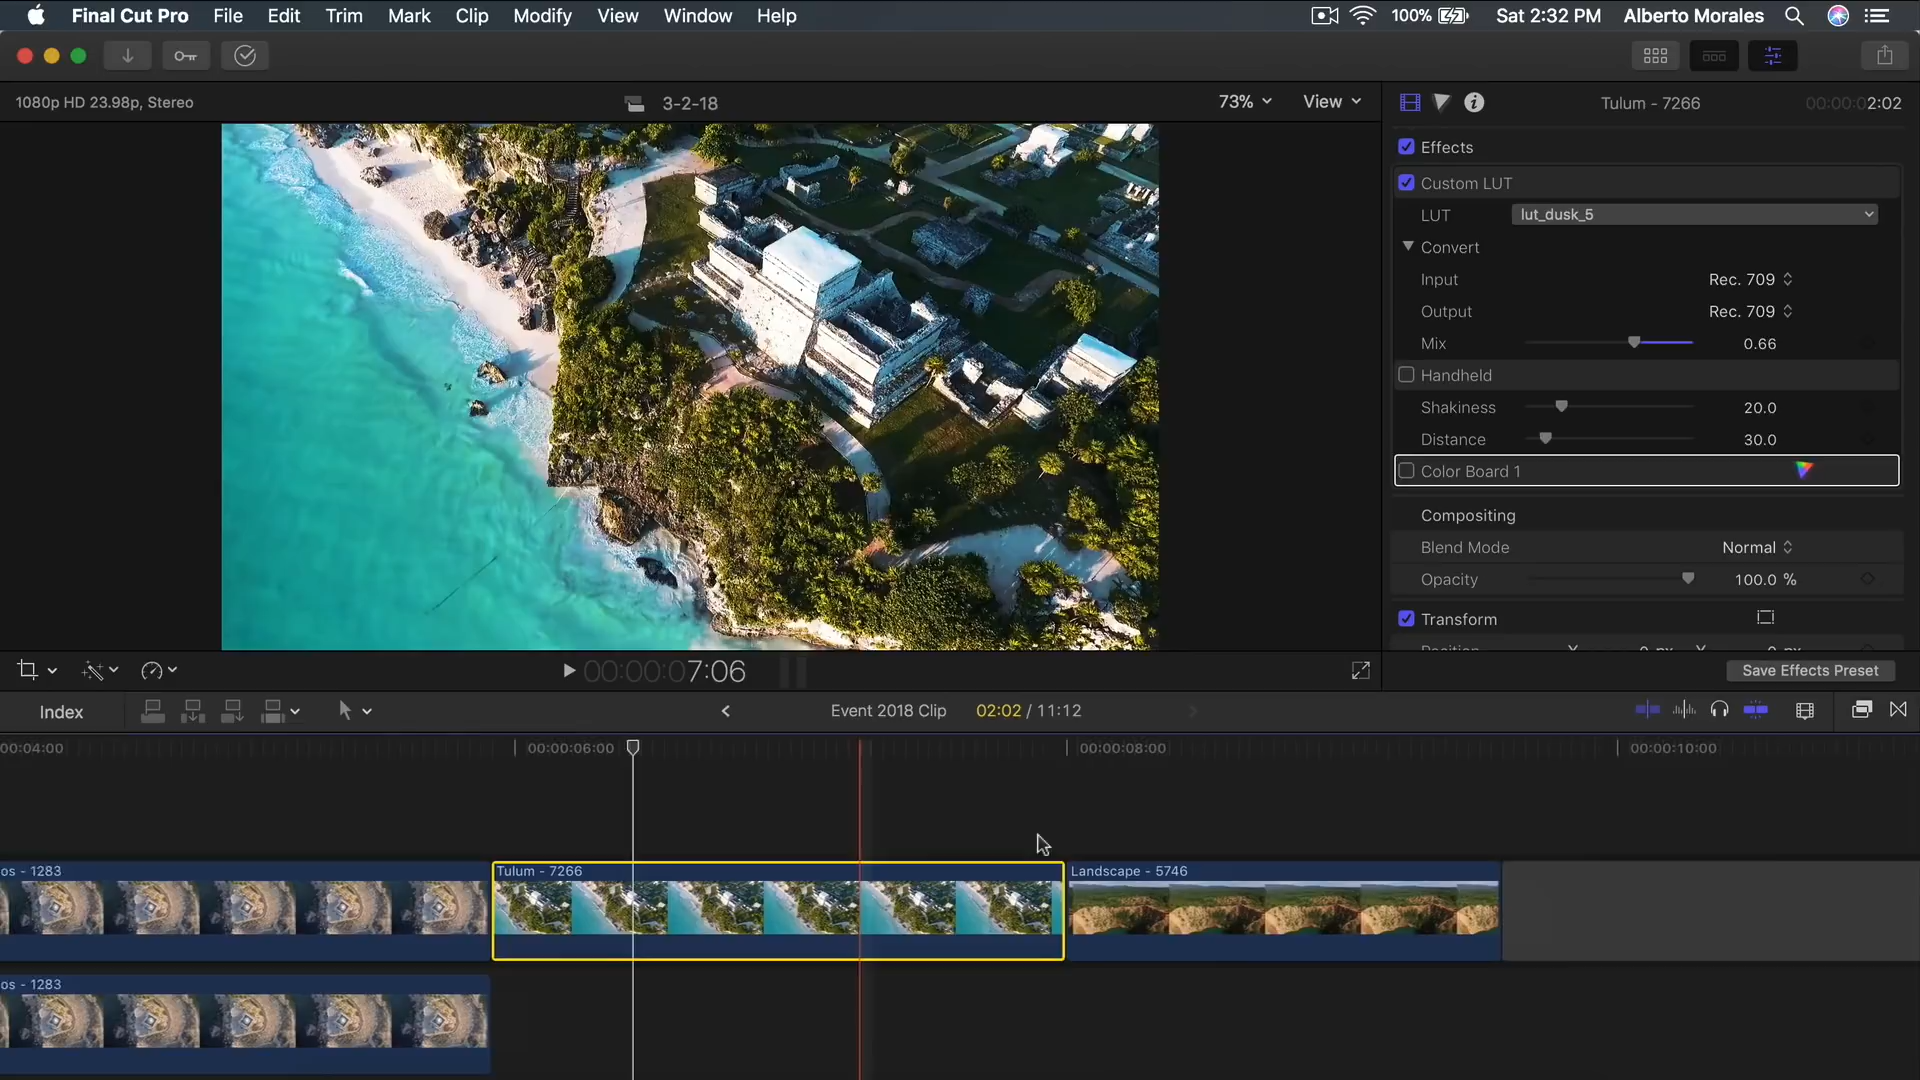 Final Cut Pro File Edit Trim Mark Clip Modify View Window Help 100% Sat 2:32 PM Alberto Morales
1080p HD 23.98p, Stereo 3-2-18 73% View Tulum - 7266 00:00:02:02
Effects
Custom LUT
LUT lut_dusk_5
Convert
Input Rec. 709
Output Rec. 709
Mix 0.66
Handheld
Shakiness 20.0
Distance 30.0
Color Board 1
Compositing
Blend Mode Normal
Opacity 100.0 %
Transform
Position X 0 px Y 0 px
00:00:07:06 Save Effects Preset
Index Event 2018 Clip 02:02 / 11:12
00:04:00 00:00:06:00 00:00:08:00 00:00:10:00
os - 1283 Tulum - 7266 Landscape - 5746
os - 1283